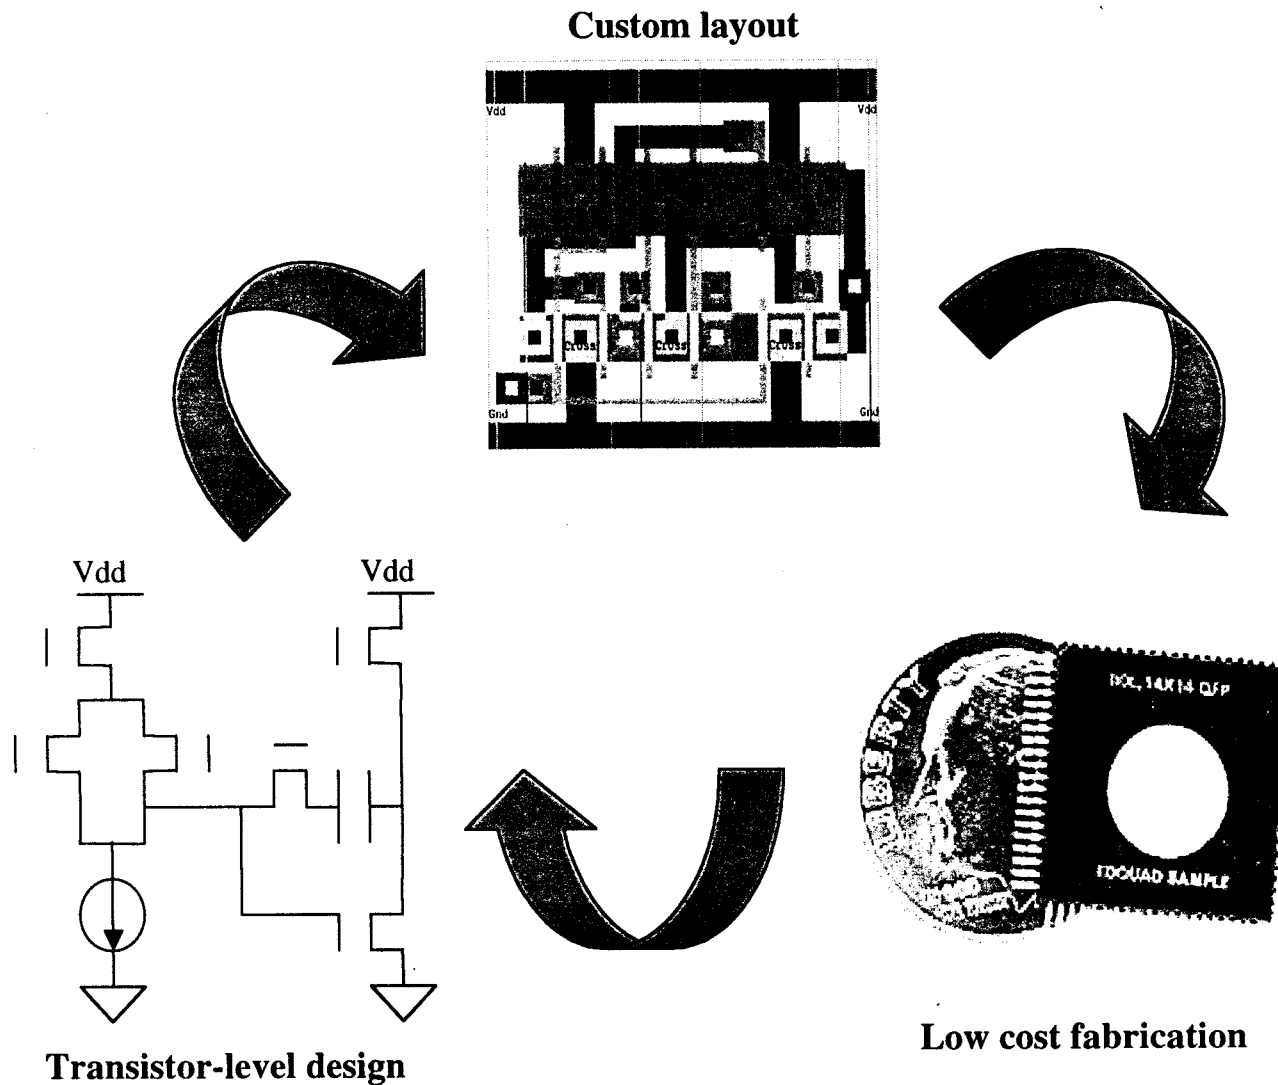 Custom layout
Vdd
Vdd
Cross
Cross
Cross
Gnd
Gnd
Vdd
Vdd
LIBERTY
14X14 QFP
EDQUAD SAMPLE
Low cost fabrication
Transistor-level design